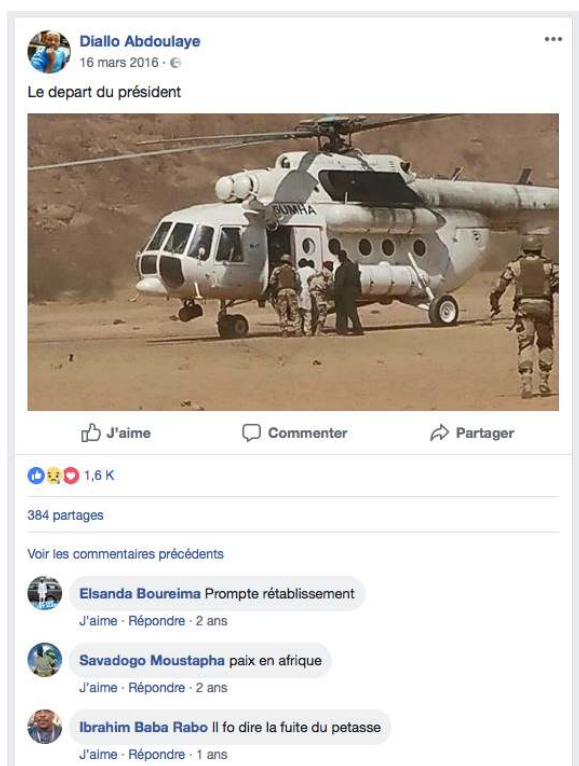 Diallo Abdoulaye
16 mars 2016 ·
Le depart du président
OUMHA
J'aime
Commenter
Partager
1,6 K
384 partages
Voir les commentaires précédents
Elsanda Boureima Prompte rétablissement
J'aime · Répondre · 2 ans
Savadogo Moustapha paix en afrique
J'aime · Répondre · 2 ans
Ibrahim Baba Rabo Il fo dire la fuite du petasse
J'aime · Répondre · 1 ans